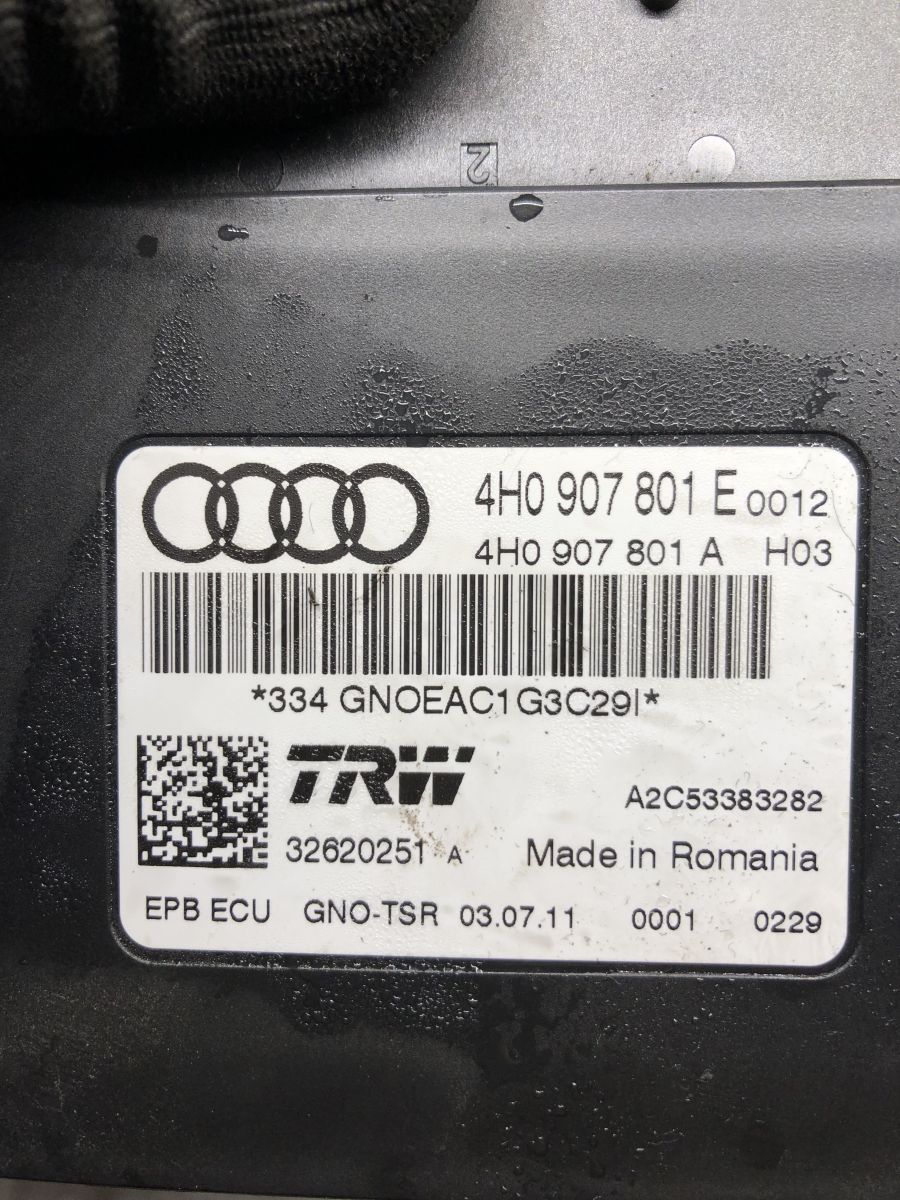 2
4H0 907 801 E 0012
4H0 907 801 A H03
*334 GNOEAC1G3C29I*
TRW
A2C53383282
32620251 A Made in Romania
EPB ECU GNO-TSR 03.07.11 0001 0229